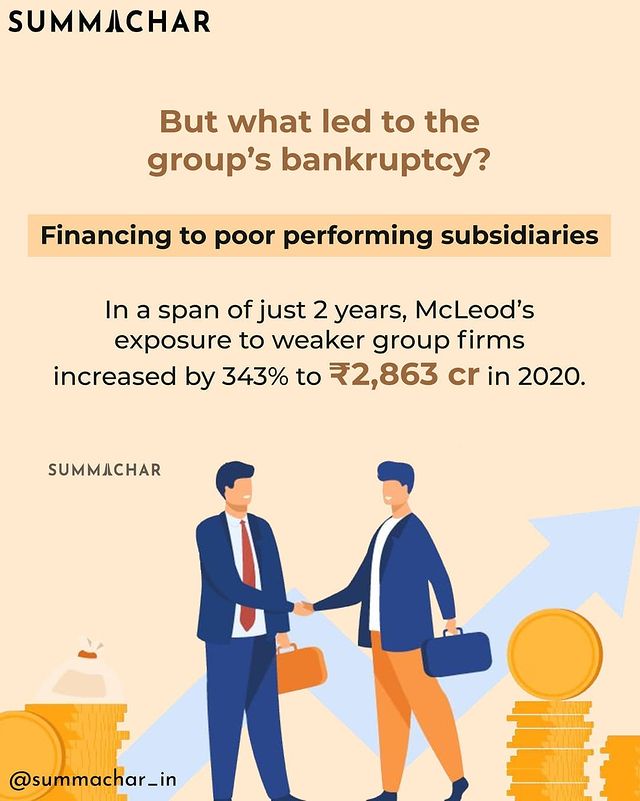 SUMMACHAR
But what led to the
group's bankruptcy?
Financing to poor performing subsidiaries
In a span of just 2 years, McLeod's
exposure to weaker group firms
increased by 343% to ₹2,863 cr in 2020.
SUMMACHAR
@summachar_in